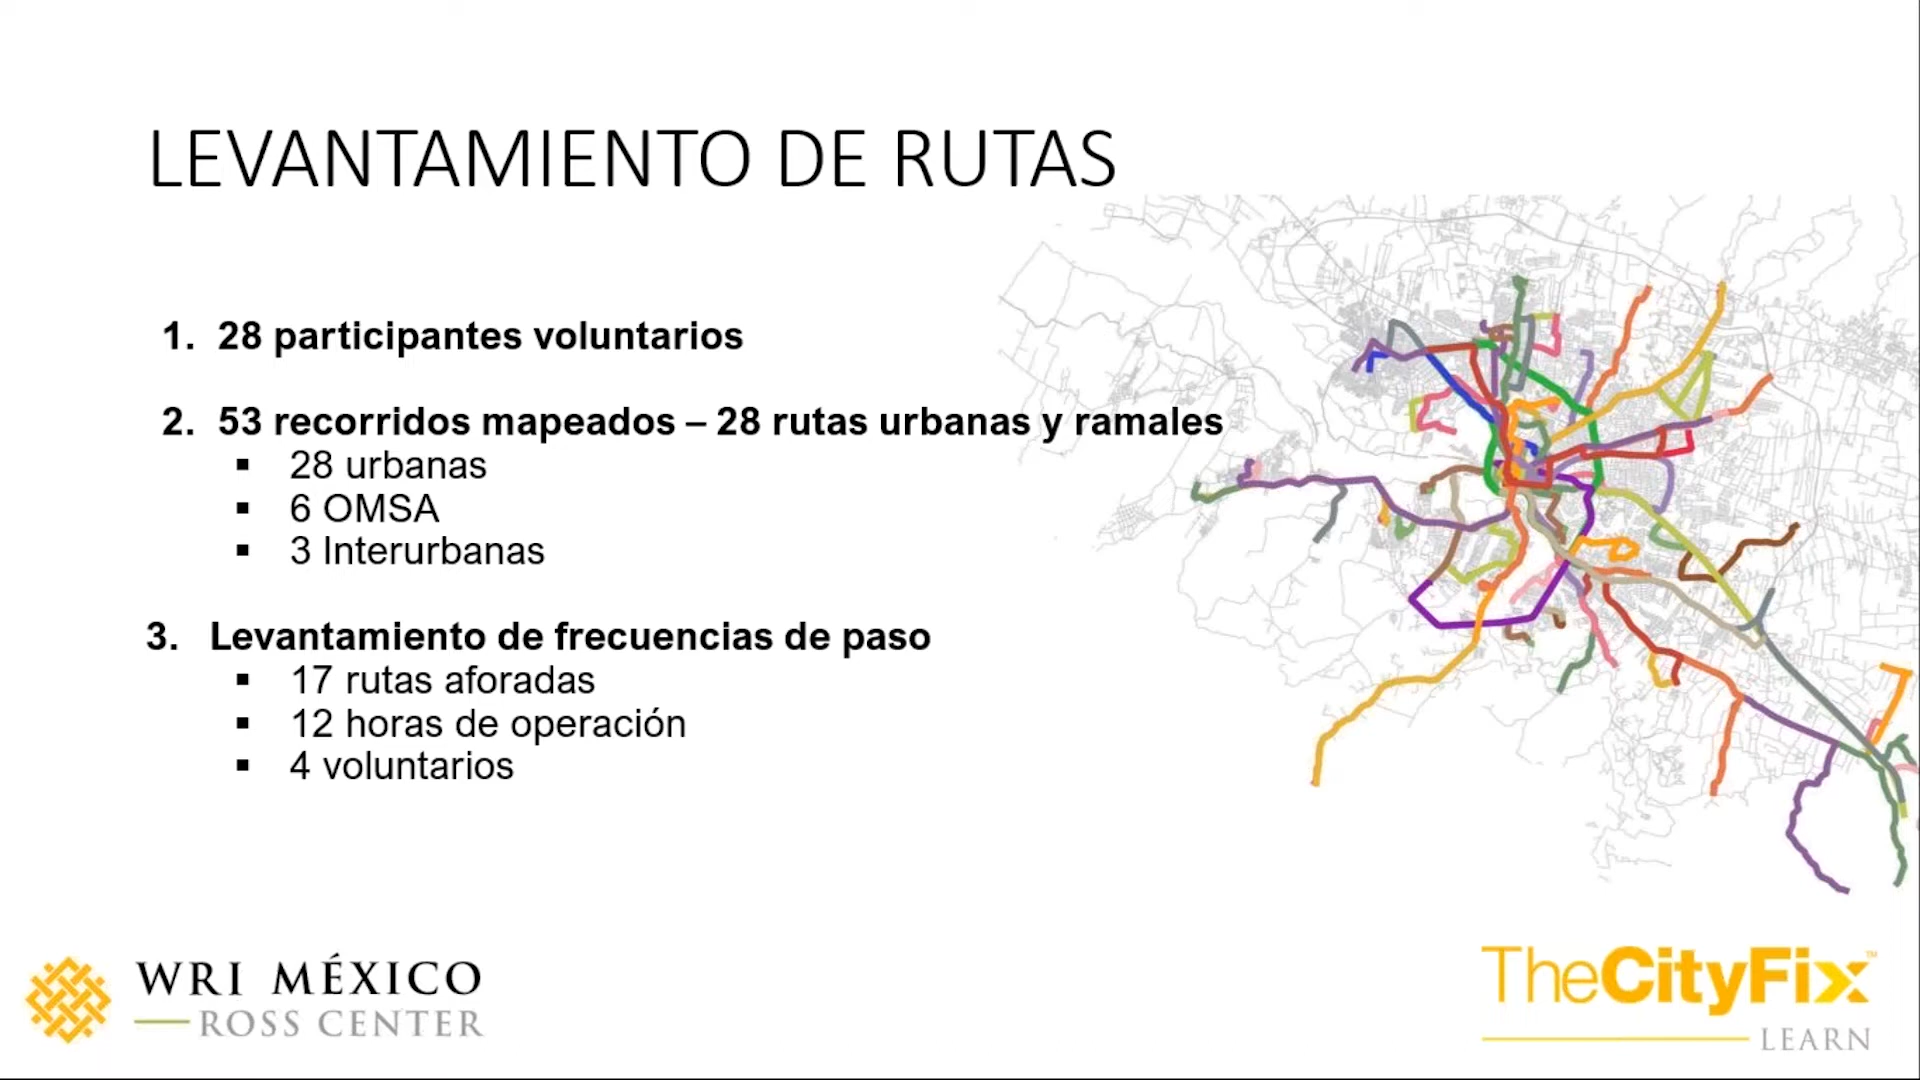 LEVANTAMIENTO DE RUTAS
1. 28 participantes voluntarios
2. 53 recorridos mapeados – 28 rutas urbanas y ramales
▪ 28 urbanas
▪ 6 OMSA
▪ 3 Interurbanas
3. Levantamiento de frecuencias de paso
▪ 17 rutas aforadas
▪ 12 horas de operación
▪ 4 voluntarios
WRI MÉXICO
ROSS CENTER
TheCityFix™
LEARN